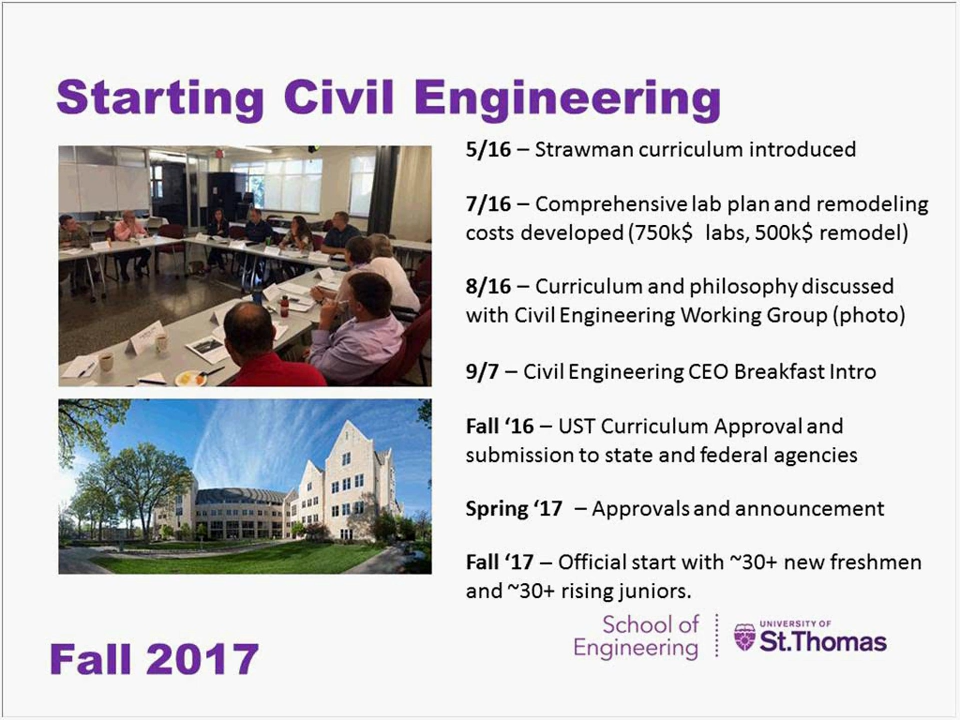 Starting Civil Engineering
5/16 – Strawman curriculum introduced
7/16 – Comprehensive lab plan and remodeling
costs developed (750k$ labs, 500k$ remodel)
8/16 – Curriculum and philosophy discussed
with Civil Engineering Working Group (photo)
9/7 – Civil Engineering CEO Breakfast Intro
Fall ‘16 – UST Curriculum Approval and
submission to state and federal agencies
Spring ‘17 – Approvals and announcement
Fall ‘17 – Official start with ~30+ new freshmen
and ~30+ rising juniors.
School of
Engineering
UNIVERSITY OF
St.Thomas
Fall 2017